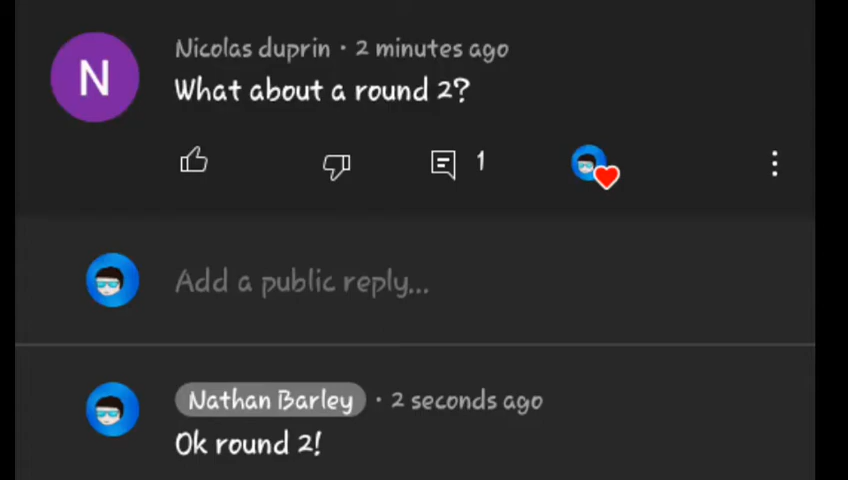 N
Nicolas duprin · 2 minutes ago
What about a round 2?
1
Add a public reply...
Nathan Barley · 2 seconds ago
Ok round 2!